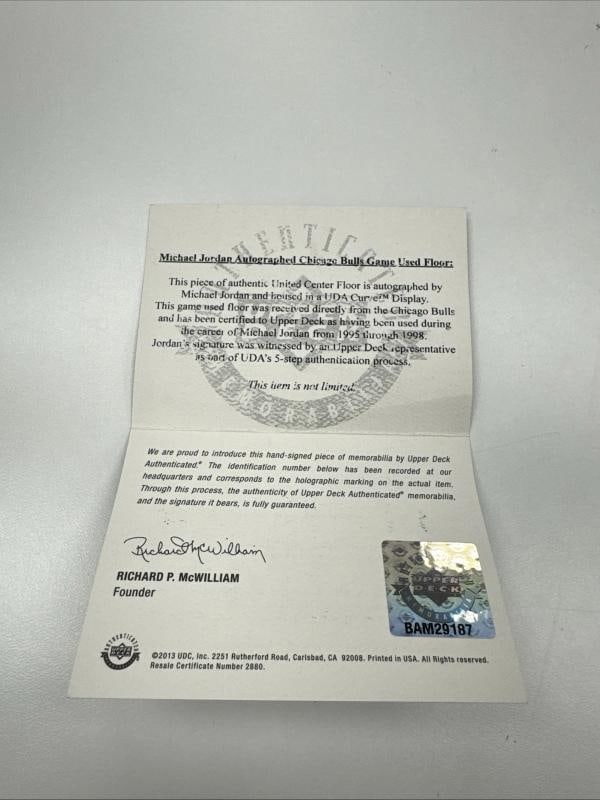 AUTHENTICATED
Michael Jordan Autographed Chicago Bulls Game Used Floor:
This piece of authentic United Center Floor is autographed by
Michael Jordan and housed in a UDA Curve™ Display.
This game used floor was received directly from the Chicago Bulls
and has been certified to Upper Deck as having been used during
the career of Michael Jordan from 1995 through 1998.
Jordan's signature was witnessed by an Upper Deck representative
as part of UDA's 5-step authentication process.
This item is not limited.
MEMORABILIA
We are proud to introduce this hand-signed piece of memorabilia by Upper Deck
Authenticated.® The identification number below has been recorded at our
headquarters and corresponds to the holographic marking on the actual item.
Through this process, the authenticity of Upper Deck Authenticated® memorabilia,
and the signature it bears, is fully guaranteed.
Richard P. McWilliam
RICHARD P. McWILLIAM
Founder
UPPER
DECK
MEMORABILIA
BAM29187
AUTHENTICATED
©2013 UDC, Inc. 2251 Rutherford Road, Carlsbad, CA 92008. Printed in USA. All Rights reserved.
Resale Certificate Number 2880.